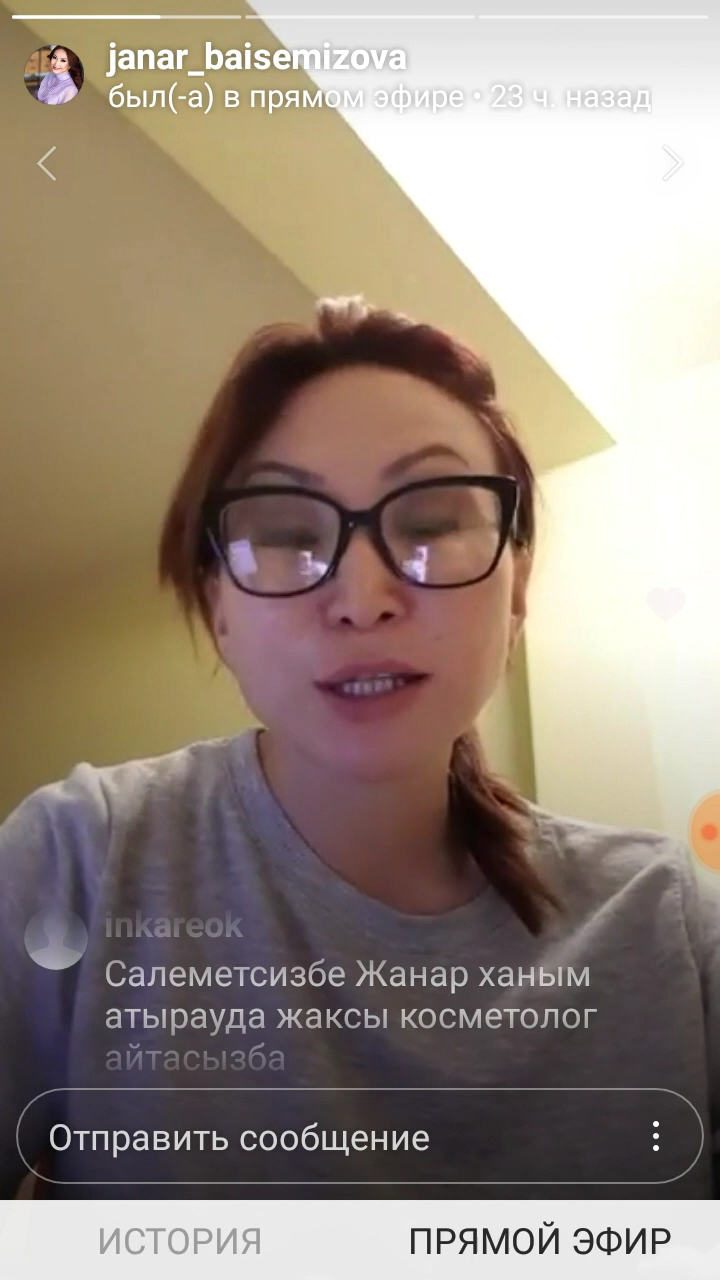 janar_baisemizova
был(-а) в прямом эфире • 23 ч. назад
inkareok
Салеметсизбе Жанар ханым
атырауда жаксы косметолог
айтасызба
Отправить сообщение
ИСТОРИЯ
ПРЯМОЙ ЭФИР